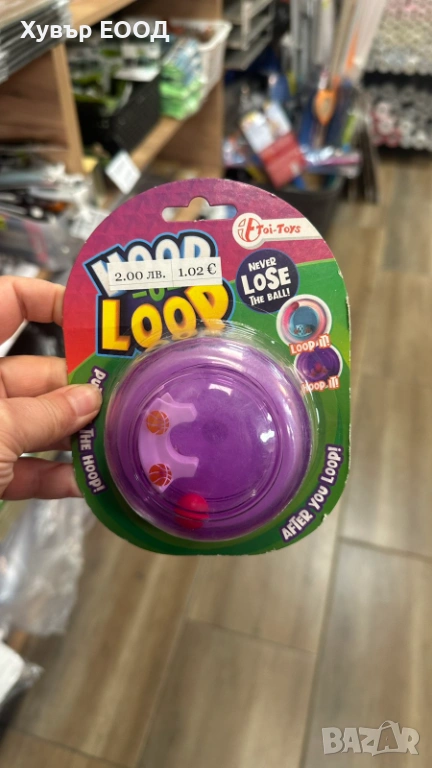 Хувър ЕООД
Toi-Toys
HOOP
2.00 ЛВ. 1.02 €
LOOP
NEVER
LOSE
THE BALL!
LOOP-IT!
HOOP-IT!
THE HOOP!
AFTER YOU LOOP!
BAZAR